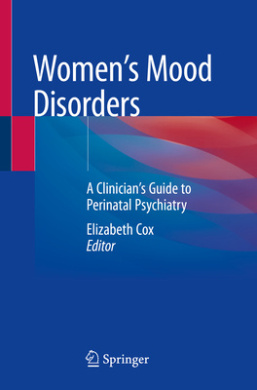 Women’s Mood
Disorders
A Clinician’s Guide to
Perinatal Psychiatry
Elizabeth Cox
Editor
Springer